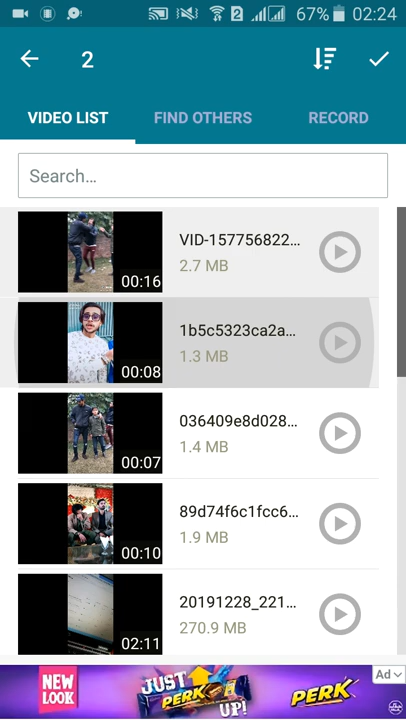 2 67% 02:24
2
VIDEO LIST FIND OTHERS RECORD
Search...
00:16 VID-157756822...
2.7 MB
00:08 1b5c5323ca2a...
1.3 MB
00:07 036409e8d028...
1.4 MB
00:10 89d74f6c1fcc6...
1.9 MB
02:11 20191228_221...
270.9 MB
NEW LOOK
JUST PERK UP!
PERK
Ad